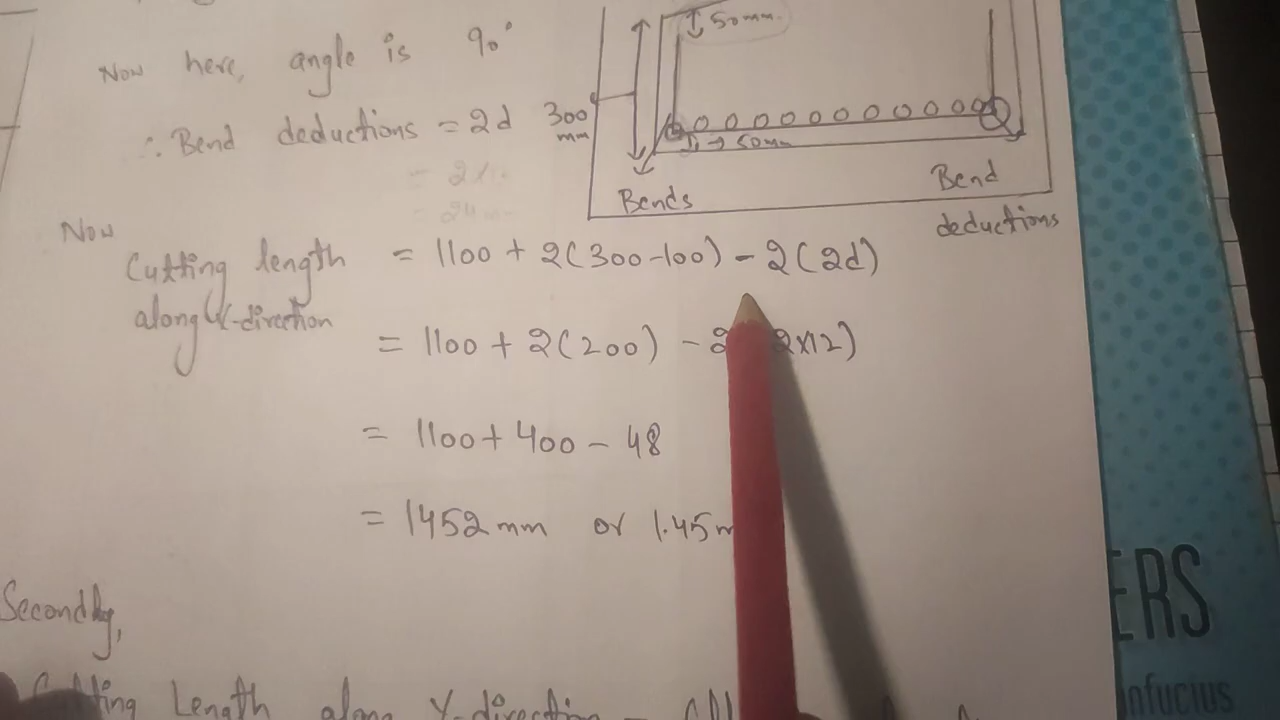 50mm
Now here, angle is 90°
∴ Bend deductions = 2d
300 mm
50mm
Bends
Bend deductions
Now
Cutting length along X-direction = 1100 + 2(300-100) - 2(2d)
= 1100 + 2(200) - 2 2x12)
= 1100 + 400 - 48
= 1452 mm or 1.45m
Secondly,
Cutting Length along Y-direction =
ERS
nfucius